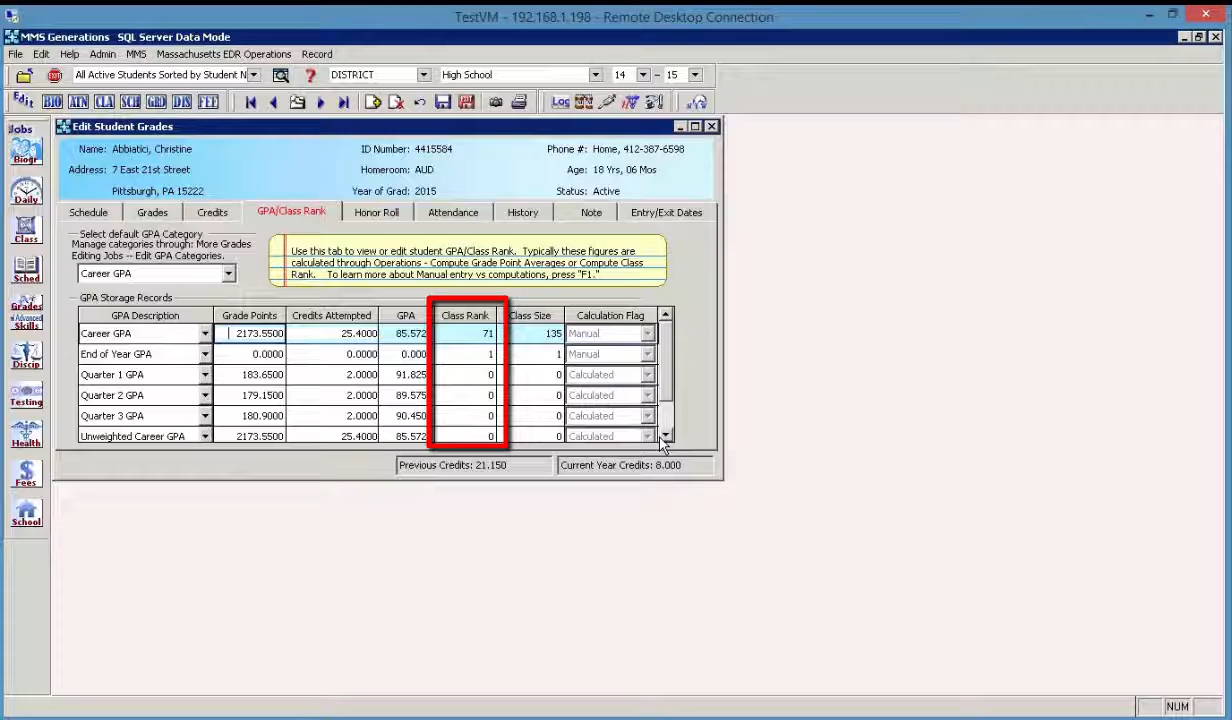 TestVM - 192.168.1.198 - Remote Desktop Connection
MMS Generations SQL Server Data Mode
File Edit Help Admin MMS Massachusetts EDR Operations Record
All Active Students Sorted by Student N DISTRICT High School 14 - 15
Edit BIO ATN CLA SCH GRD DIS FEE Log
Jobs
Biogr
Daily
Class
Sched
Grades
Advanced
Skills
Discip
Testing
Health
Fees
School
Edit Student Grades
Name: Abbiatici, Christine ID Number: 4415584 Phone #: Home, 412-387-6598
Address: 7 East 21st Street Homeroom: AUD Age: 18 Yrs, 06 Mos
Pittsburgh, PA 15222 Year of Grad: 2015 Status: Active
Schedule Grades Credits GPA/Class Rank Honor Roll Attendance History Note Entry/Exit Dates
Select default GPA Category
Manage categories through: More Grades
Editing Jobs -- Edit GPA Categories.
Career GPA
Use this tab to view or edit student GPA/Class Rank. Typically these figures are
calculated through Operations - Compute Grade Point Averages or Compute Class
Rank. To learn more about Manual entry vs computations, press "F1."
GPA Storage Records
GPA Description Grade Points Credits Attempted GPA Class Rank Class Size Calculation Flag
Career GPA 2173.5500 25.4000 85.572 71 135 Manual
End of Year GPA 0.0000 0.0000 0.000 1 1 Manual
Quarter 1 GPA 183.6500 2.0000 91.825 0 0 Calculated
Quarter 2 GPA 179.1500 2.0000 89.575 0 0 Calculated
Quarter 3 GPA 180.9000 2.0000 90.450 0 0 Calculated
Unweighted Career GPA 2173.5500 25.4000 85.572 0 0 Calculated
Previous Credits: 21.150 Current Year Credits: 8.000
NUM